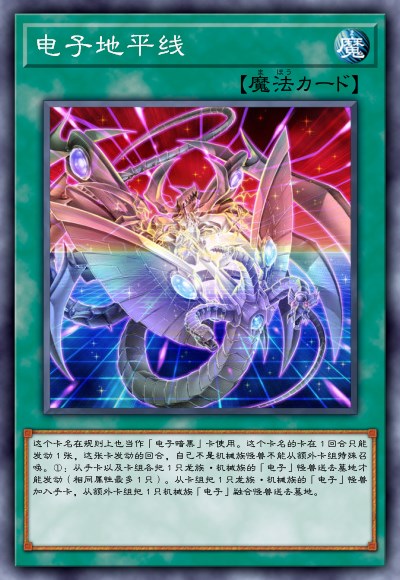 电子地平线
魔
【魔法カード】
ま ほう
这个卡名在规则上也当作「电子暗黑」卡使用。这个卡名的卡在1回合只能
发动1张，这张卡发动的回合，自己不是机械族怪兽不能从额外卡组特殊召
唤。①：从手卡以及卡组各把1只龙族·机械族的「电子」怪兽送去墓地才
能发动（相同属性最多1只）。从卡组把1只龙族·机械族的「电子」怪兽
加入手卡，从额外卡组把1只机械族「电子」融合怪兽送去墓地。